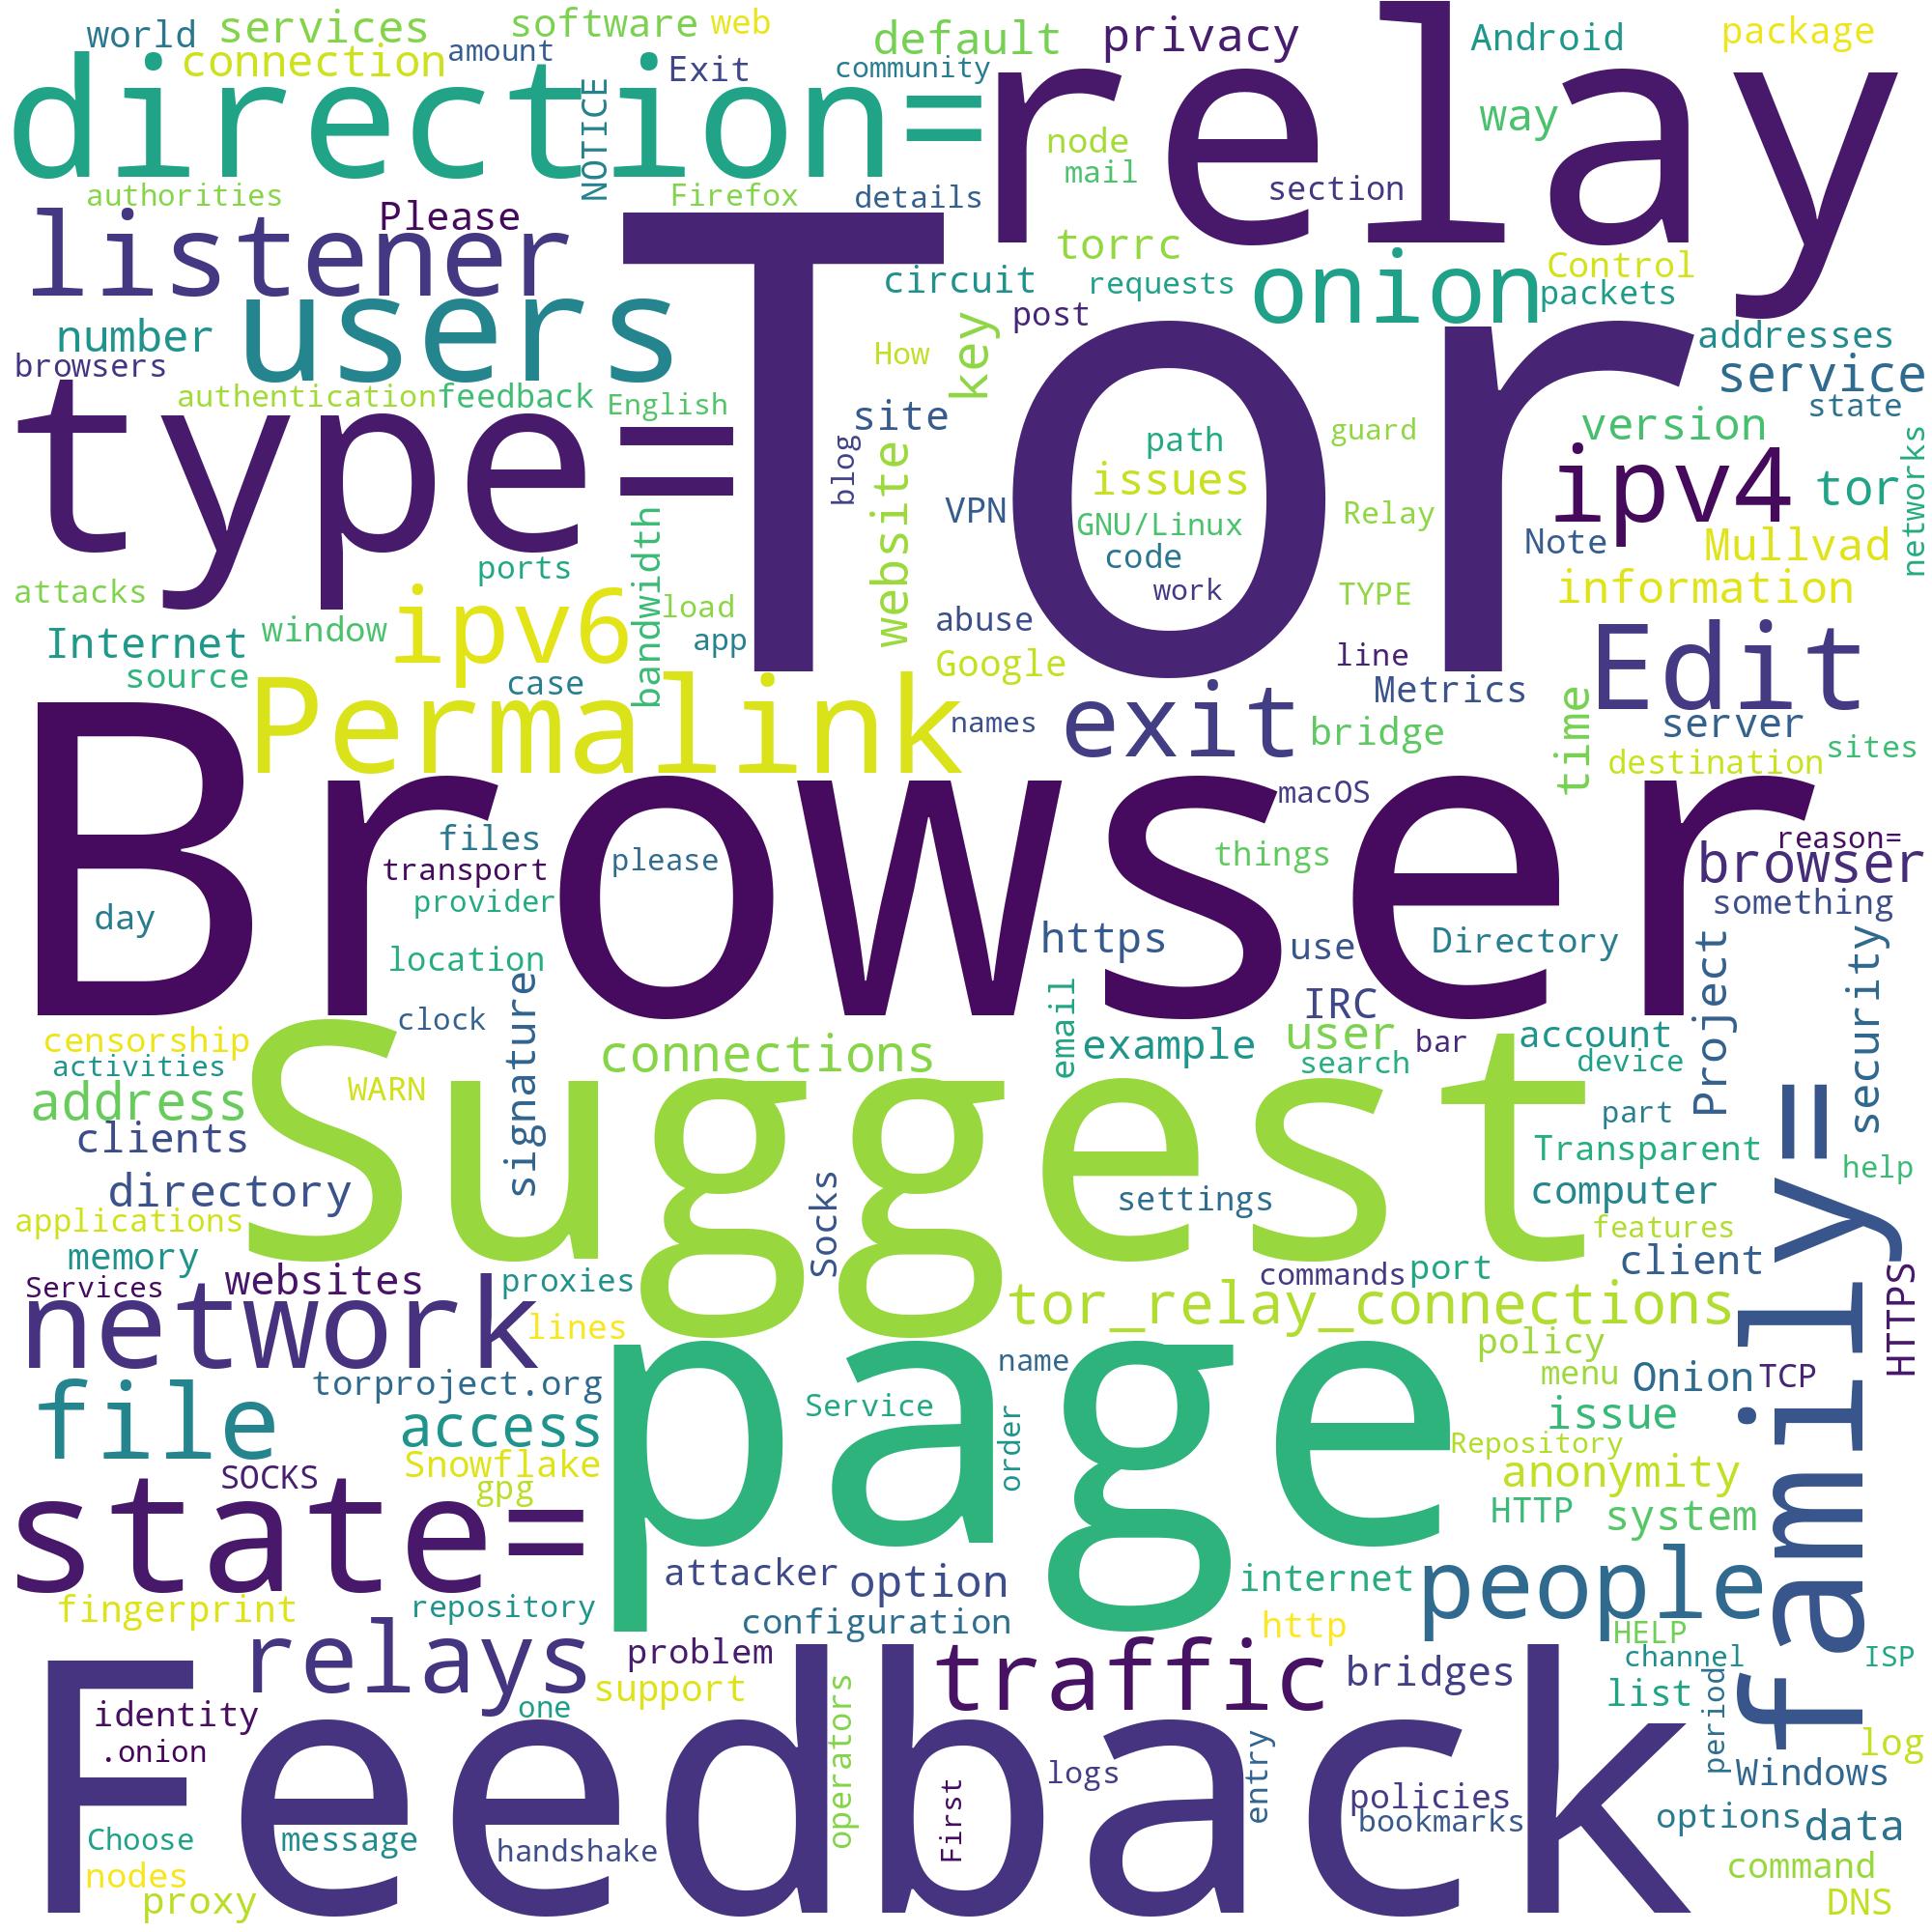 world services software web default privacy Android package
connection amount Exit community relay
direction= NOTICE node way
authorities Firefox details mail section
listener Please Tor torrc onion Control
users circuit requests packets
number key post How addresses
browsers authentication feedback English service
type= site path guard version state
blog website issues ipv4 tor networks
VPN GNU/Linux Relay Note Mullvad
attacks ports bandwidth load code work TYPE information
Internet window ipv6 app abuse line Edit
source case Google Metrics
Permalink names exit bridge time server
destination sites
Browser macOS
files transport please things reason=
provider browser
day https use Directory something
location signature email IRC Project security
censorship clock connections example user bar account
activities WARN search device
address Suggest part
clients Transparent help
directory Socks settings computer family=
applications features
memory client
Services websites proxies commands port HTTPS
network lines tor_relay_connections policy
torproject.org page name menu Onion TCP
file access Service order issue
Snowflake Repository
SOCKS gpg anonymity
state= HTTP system
attacker option internet people
fingerprint repository configuration http HELP
relays problem traffic bridges channel ISP
support list period
identity one operators
.onion Feedback logs entry log
Windows
First policies
Choose message handshake bookmarks options data
nodes command
proxy DNS